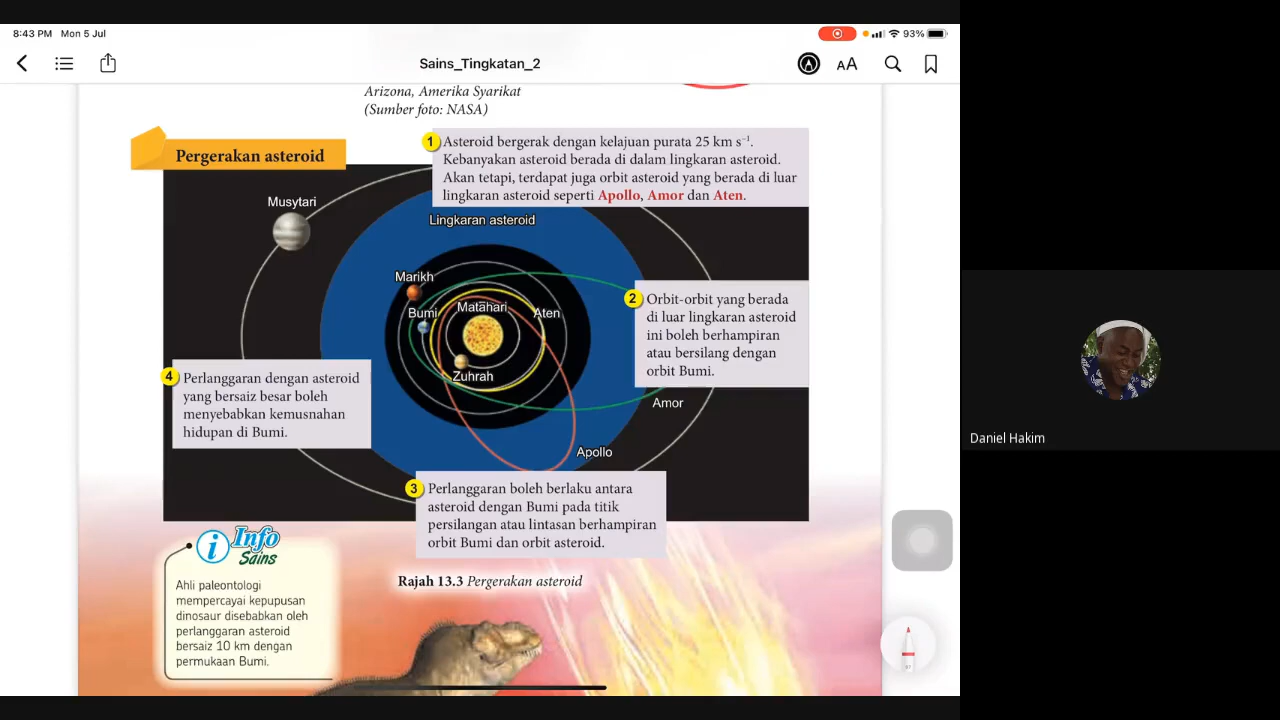 8:43 PM Mon 5 Jul
93%
Sains_Tingkatan_2
AA
Arizona, Amerika Syarikat
(Sumber foto: NASA)
Pergerakan asteroid
1 Asteroid bergerak dengan kelajuan purata 25 km s⁻¹.
Kebanyakan asteroid berada di dalam lingkaran asteroid.
Akan tetapi, terdapat juga orbit asteroid yang berada di luar
lingkaran asteroid seperti Apollo, Amor dan Aten.
Musytari
Lingkaran asteroid
Marikh
Bumi
Matahari
Aten
Zuhrah
2 Orbit-orbit yang berada
di luar lingkaran asteroid
ini boleh berhampiran
atau bersilang dengan
orbit Bumi.
Amor
Apollo
4 Perlanggaran dengan asteroid
yang bersaiz besar boleh
menyebabkan kemusnahan
hidupan di Bumi.
3 Perlanggaran boleh berlaku antara
asteroid dengan Bumi pada titik
persilangan atau lintasan berhampiran
orbit Bumi dan orbit asteroid.
Rajah 13.3 Pergerakan asteroid
i Info
Sains
Ahli paleontologi
mempercayai kepupusan
dinosaur disebabkan oleh
perlanggaran asteroid
bersaiz 10 km dengan
permukaan Bumi.
Daniel Hakim